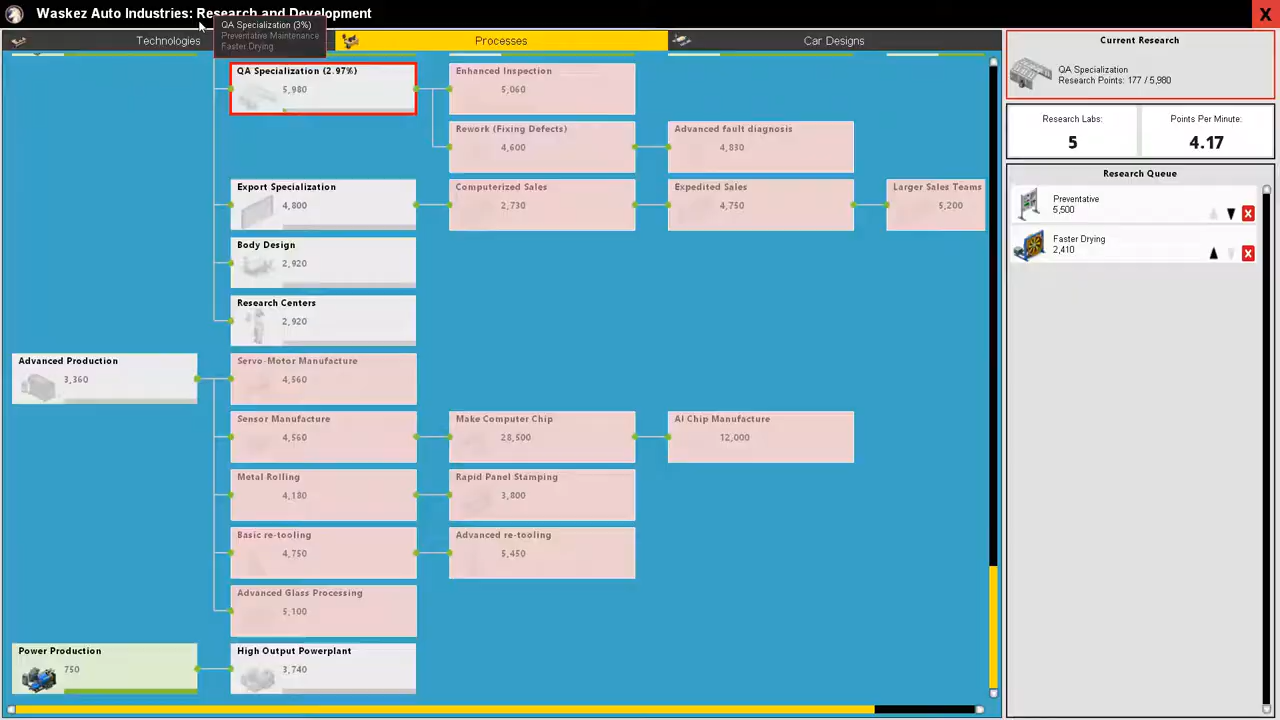 Waskez Auto Industries: Research and Development
X
QA Specialization (3%)
Preventative Maintenance
Faster Drying
Technologies
Processes
Car Designs
Current Research
QA Specialization
Research Points: 177 / 5,980
Research Labs:
5
Points Per Minute:
4.17
Research Queue
Preventative
5,500
Faster Drying
2,410
QA Specialization (2.97%)
5,980
Enhanced Inspection
5,060
Rework (Fixing Defects)
4,600
Advanced fault diagnosis
4,830
Export Specialization
4,800
Computerized Sales
2,730
Expedited Sales
4,750
Larger Sales Teams
5,200
Body Design
2,920
Research Centers
2,920
Advanced Production
3,360
Servo-Motor Manufacture
4,560
Sensor Manufacture
4,560
Make Computer Chip
28,500
AI Chip Manufacture
12,000
Metal Rolling
4,180
Rapid Panel Stamping
3,800
Basic re-tooling
4,750
Advanced re-tooling
5,450
Advanced Glass Processing
5,100
Power Production
750
High Output Powerplant
3,740